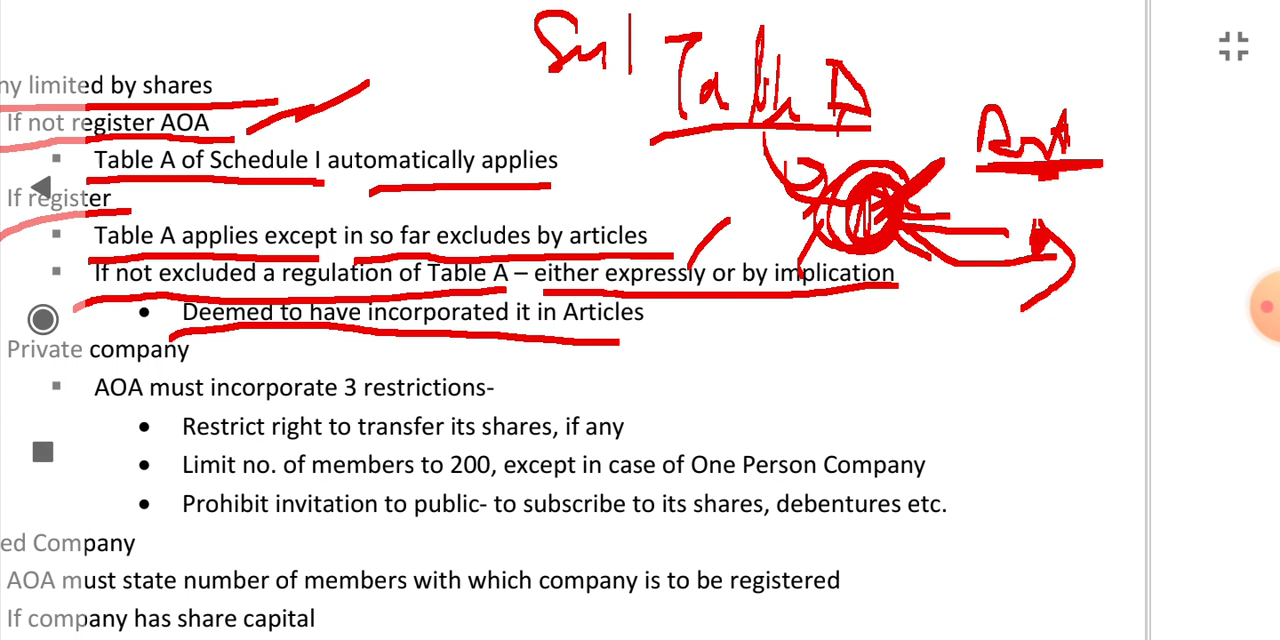 Table A
ny limited by shares
If not register AOA
▪ Table A of Schedule I automatically applies
If register
▪ Table A applies except in so far excludes by articles
▪ If not excluded a regulation of Table A – either expressly or by implication
• Deemed to have incorporated it in Articles
Private company
▪ AOA must incorporate 3 restrictions-
• Restrict right to transfer its shares, if any
• Limit no. of members to 200, except in case of One Person Company
• Prohibit invitation to public- to subscribe to its shares, debentures etc.
ed Company
AOA must state number of members with which company is to be registered
If company has share capital